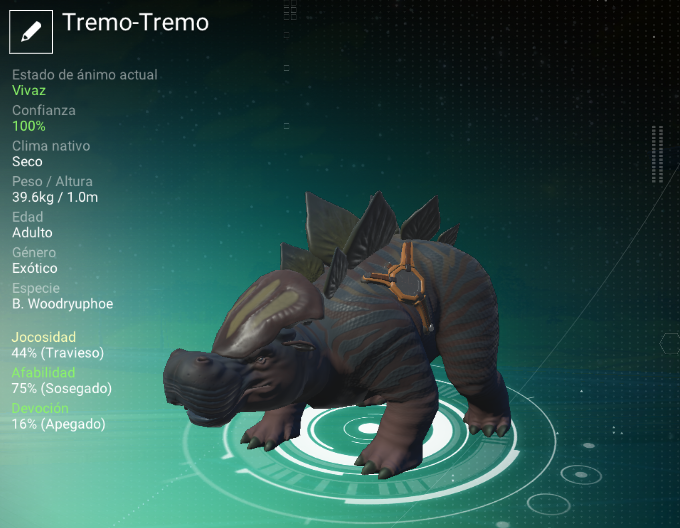 Tremo-Tremo
Estado de ánimo actual
Vivaz
Confianza
100%
Clima nativo
Seco
Peso / Altura
39.6kg / 1.0m
Edad
Adulto
Género
Exótico
Especie
B. Woodryuphoe
Jocosidad
44% (Travieso)
Afabilidad
75% (Sosegado)
Devoción
16% (Apegado)